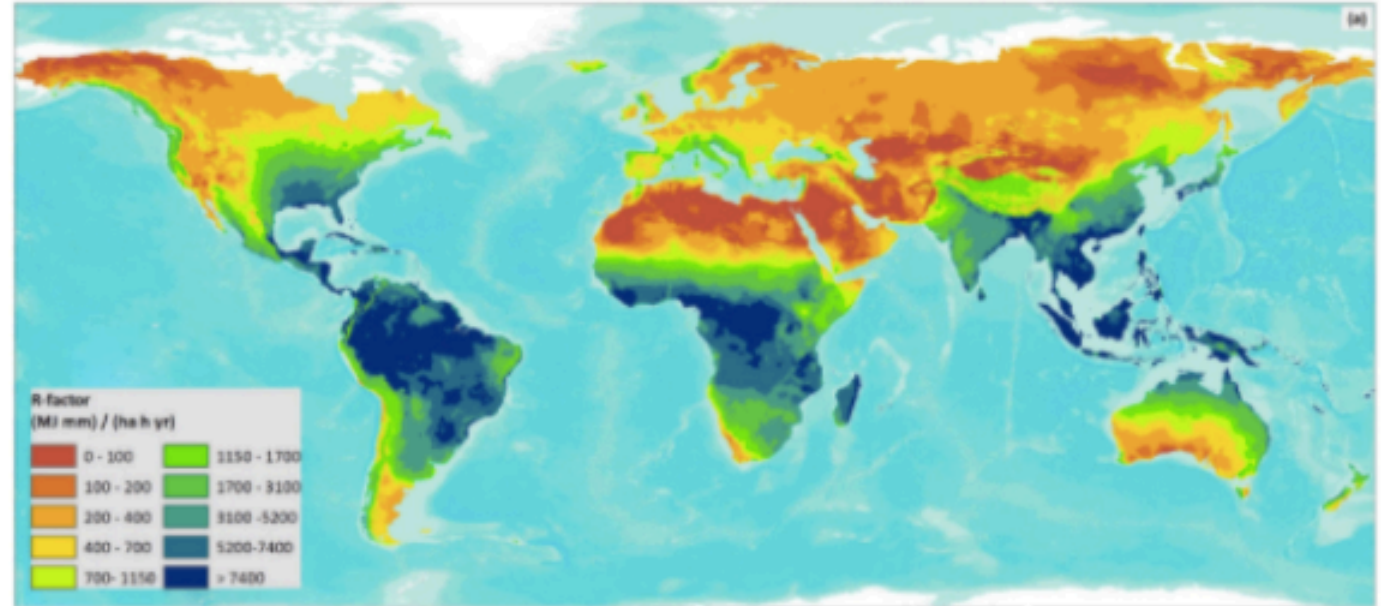 (a)
R-factor
(MJ mm) / (ha h yr)
0 - 100 1150 - 1700
100 - 200 1700 - 3100
200 - 400 3100 -5200
400 - 700 5200-7400
700- 1150 > 7400